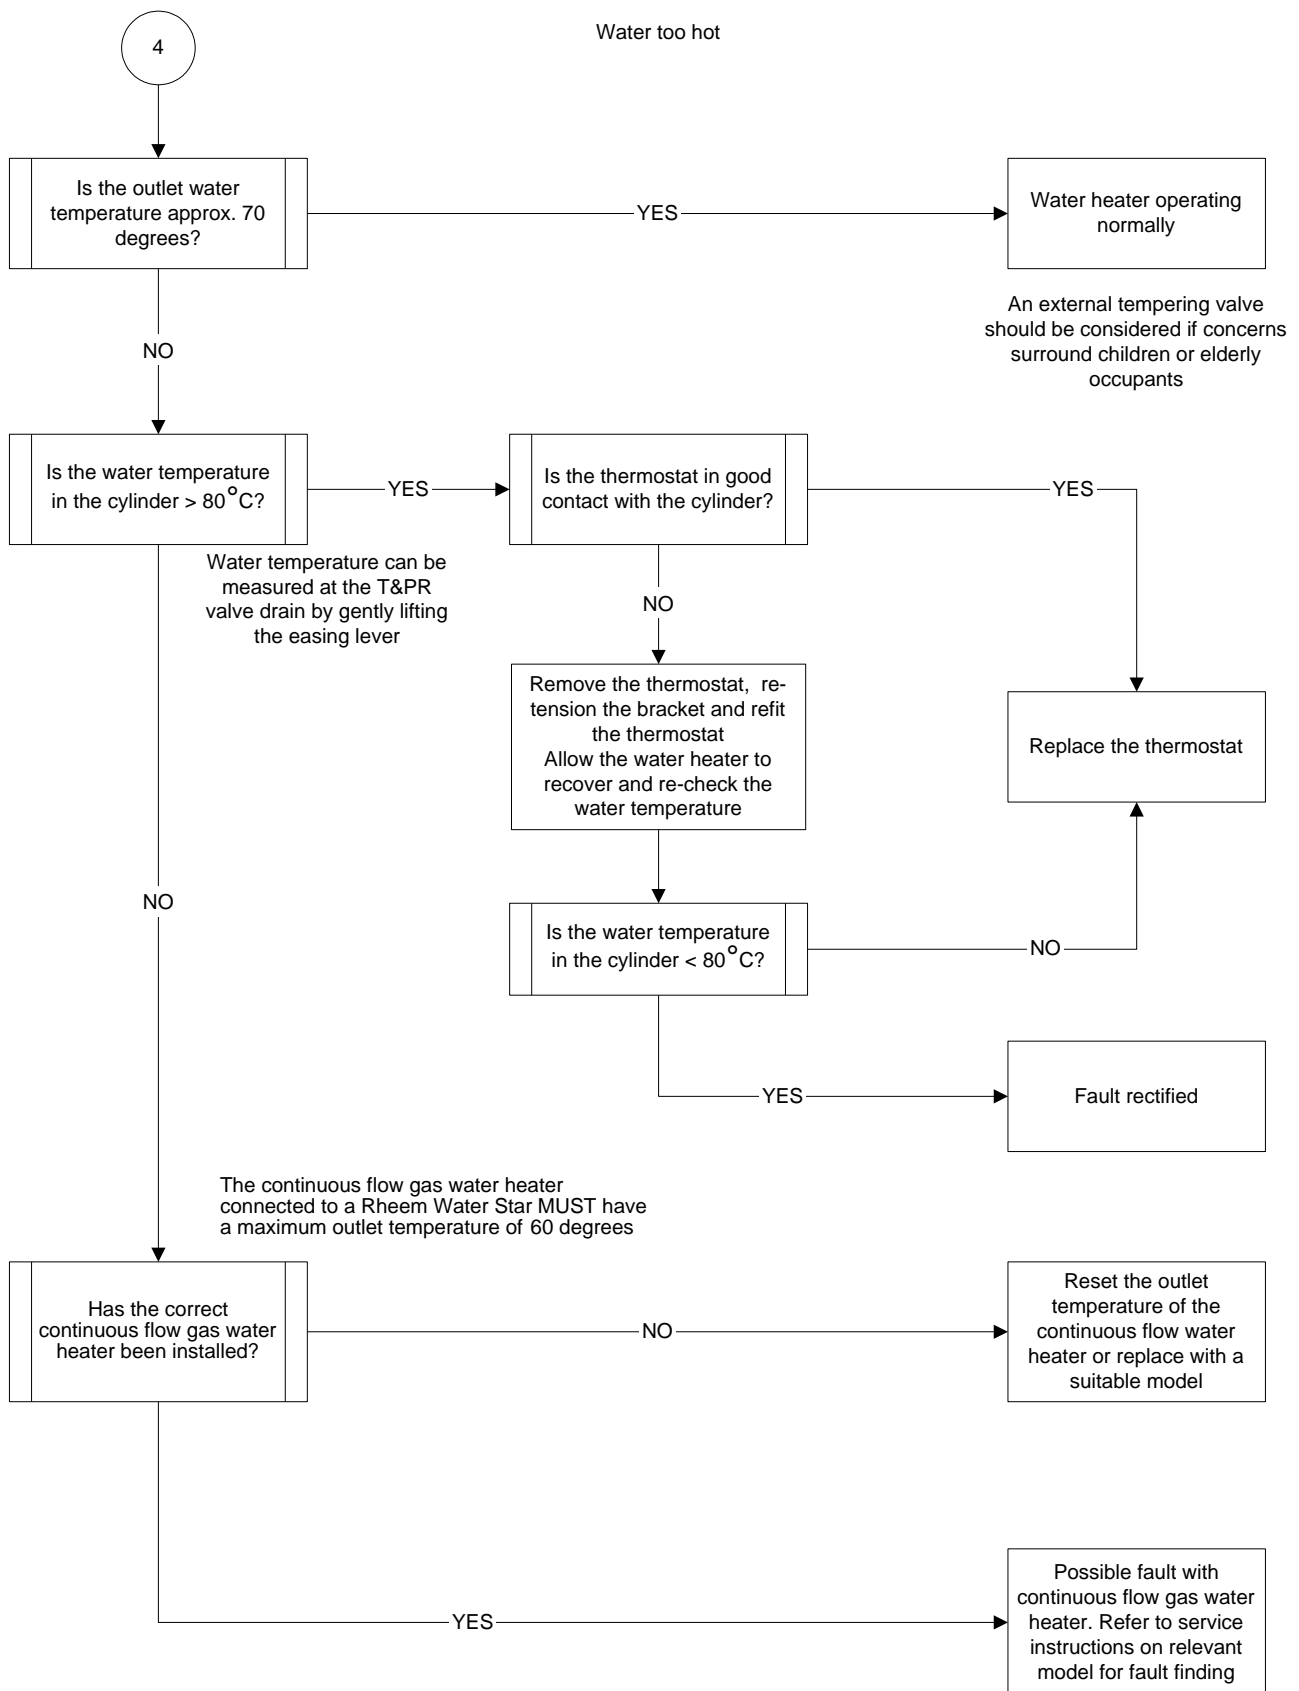 4
Water too hot
Is the outlet water
temperature approx. 70
degrees?
YES
Water heater operating
normally
An external tempering valve
should be considered if concerns
surround children or elderly
occupants
NO
Is the water temperature
in the cylinder > 80°C?
YES
Is the thermostat in good
contact with the cylinder?
YES
Water temperature can be
measured at the T&PR
valve drain by gently lifting
the easing lever
NO
Remove the thermostat, re-
tension the bracket and refit
the thermostat
Allow the water heater to
recover and re-check the
water temperature
Replace the thermostat
NO
Is the water temperature
in the cylinder < 80°C?
NO
YES
Fault rectified
The continuous flow gas water heater
connected to a Rheem Water Star MUST have
a maximum outlet temperature of 60 degrees
Has the correct
continuous flow gas water
heater been installed?
NO
Reset the outlet
temperature of the
continuous flow water
heater or replace with a
suitable model
YES
Possible fault with
continuous flow gas water
heater. Refer to service
instructions on relevant
model for fault finding